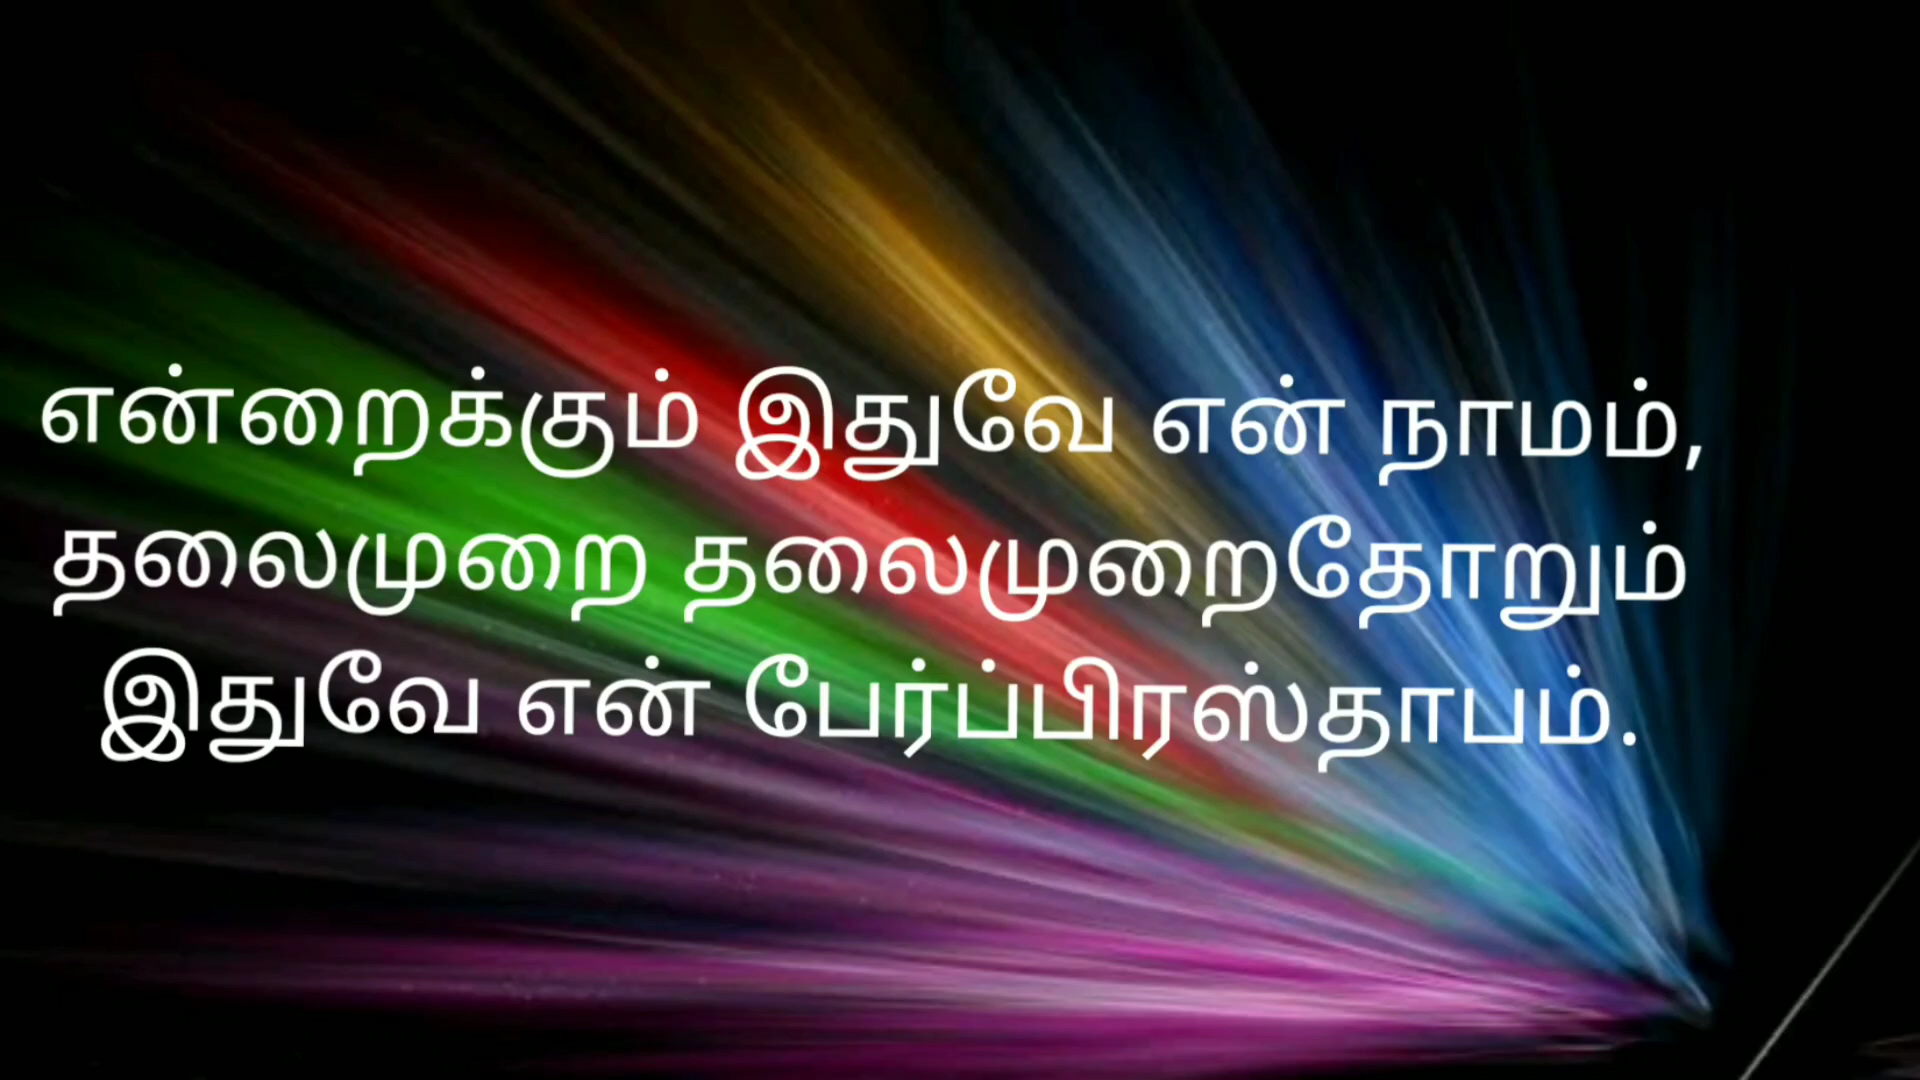 என்றைக்கும் இதுவே என் நாமம்,
தலைமுறை தலைமுறைதோறும்
இதுவே என் பேர்ப்பிரஸ்தாபம்.